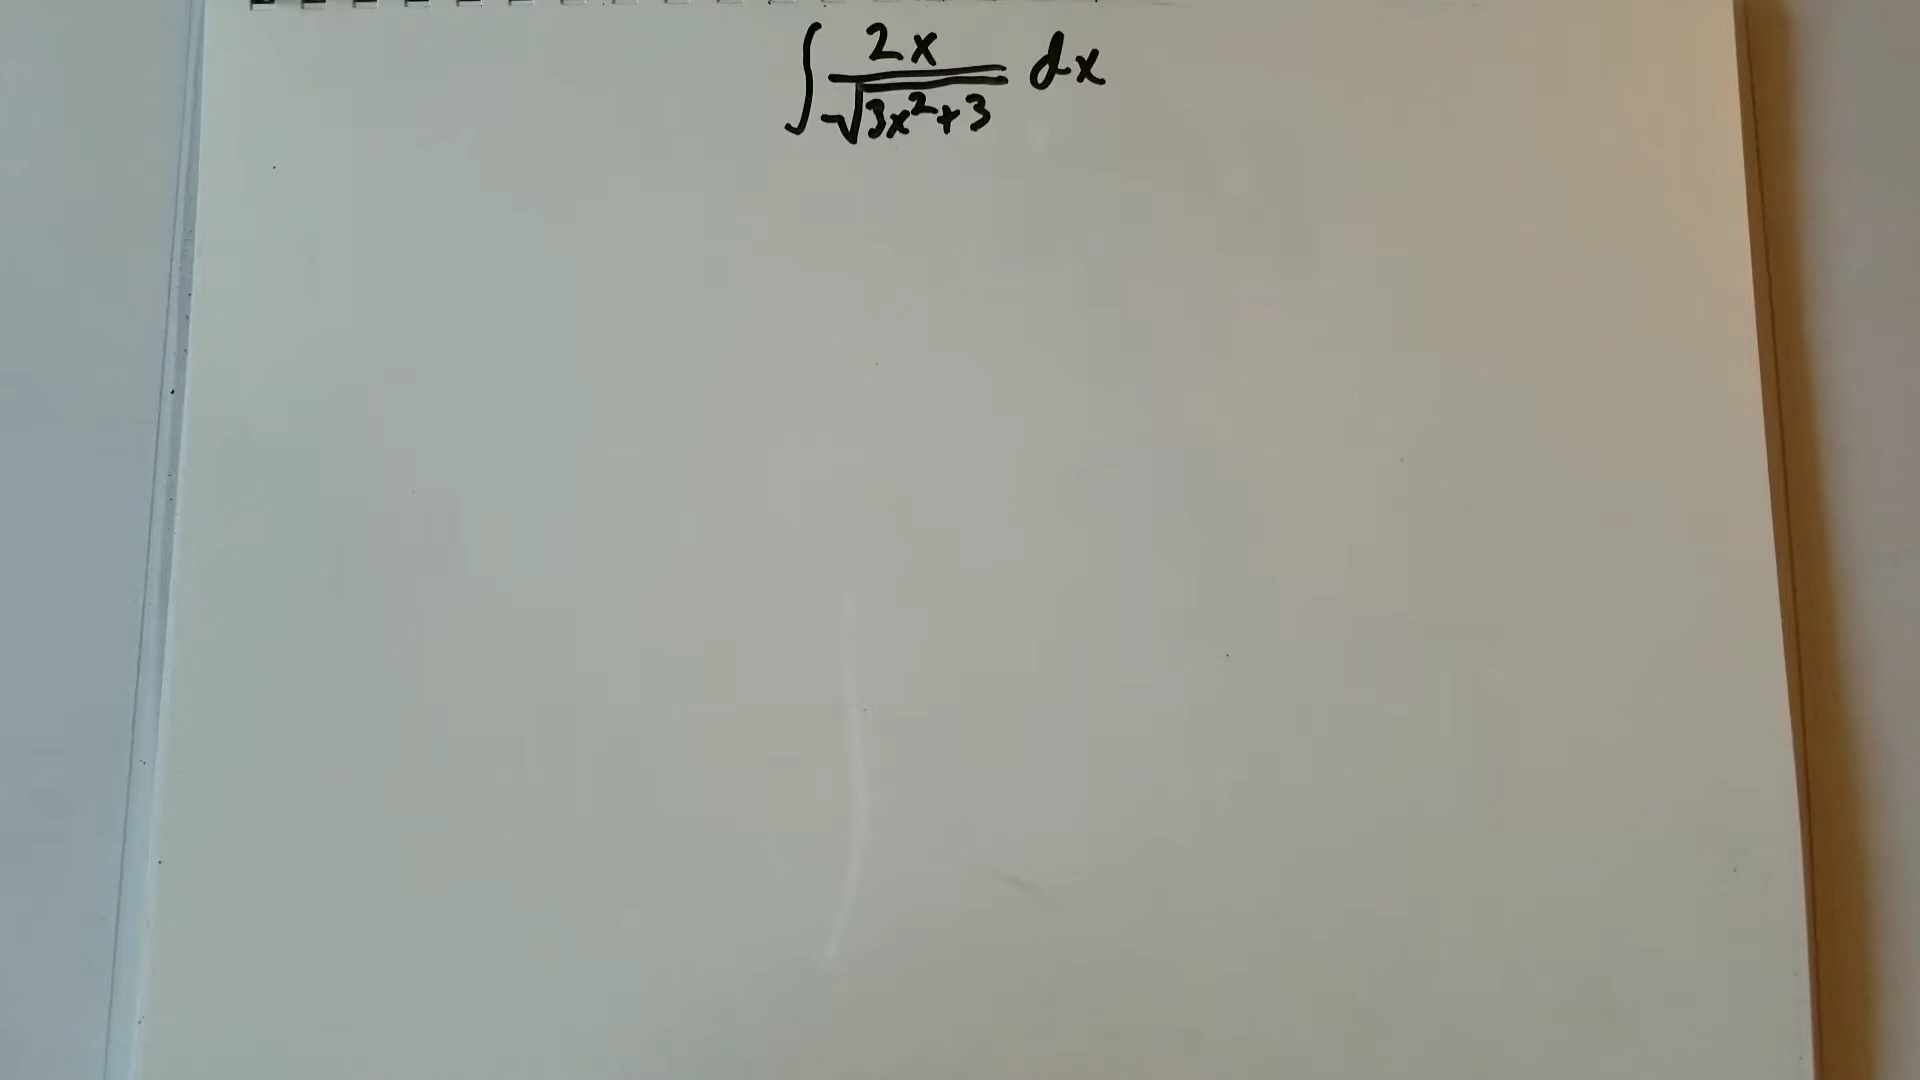 ∫ 2x / √(3x²+3) dx